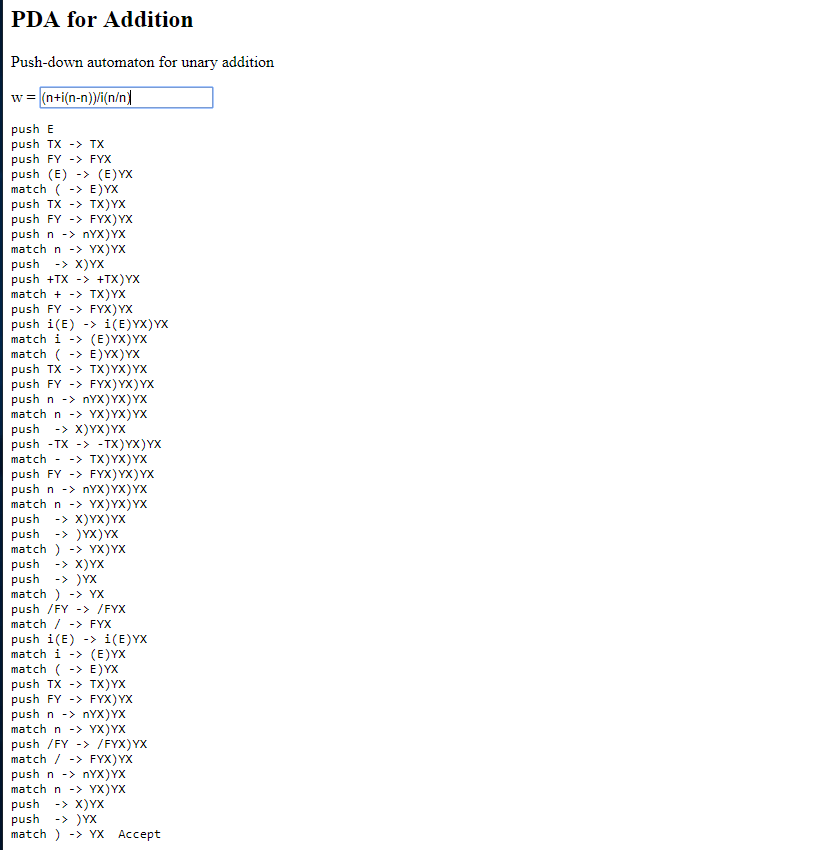 PDA for Addition
Push-down automaton for unary addition
w = (n+i(n-n))/i(n/n)
push E
push TX -> TX
push FY -> FYX
push (E) -> (E)YX
match ( -> E)YX
push TX -> TX)YX
push FY -> FYX)YX
push n -> nYX)YX
match n -> YX)YX
push  -> X)YX
push +TX -> +TX)YX
match + -> TX)YX
push FY -> FYX)YX
push i(E) -> i(E)YX)YX
match i -> (E)YX)YX
match ( -> E)YX)YX
push TX -> TX)YX)YX
push FY -> FYX)YX)YX
push n -> nYX)YX)YX
match n -> YX)YX)YX
push  -> X)YX)YX
push -TX -> -TX)YX)YX
match - -> TX)YX)YX
push FY -> FYX)YX)YX
push n -> nYX)YX)YX
match n -> YX)YX)YX
push  -> X)YX)YX
push  -> )YX)YX
match ) -> YX)YX
push  -> X)YX
push  -> )YX
match ) -> YX
push /FY -> /FYX
match / -> FYX
push i(E) -> i(E)YX
match i -> (E)YX
match ( -> E)YX
push TX -> TX)YX
push FY -> FYX)YX
push n -> nYX)YX
match n -> YX)YX
push /FY -> /FYX)YX
match / -> FYX)YX
push n -> nYX)YX
match n -> YX)YX
push  -> X)YX
push  -> )YX
match ) -> YX  Accept